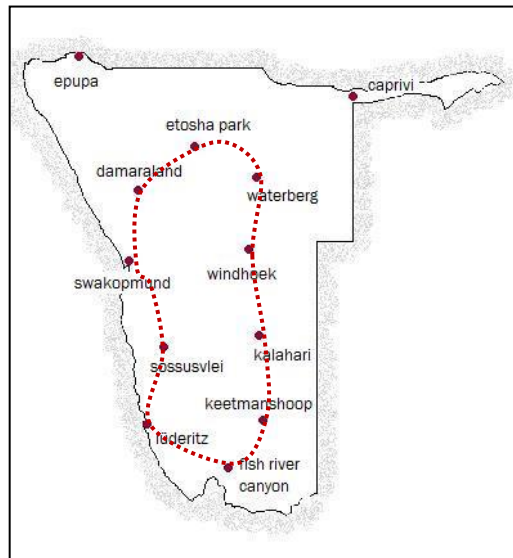 epupa
caprivi
etosha park
damaraland
waterberg
swakopmund
windhoek
sossusvlei
kalahari
keetmanshoop
lüderitz
fish river
canyon